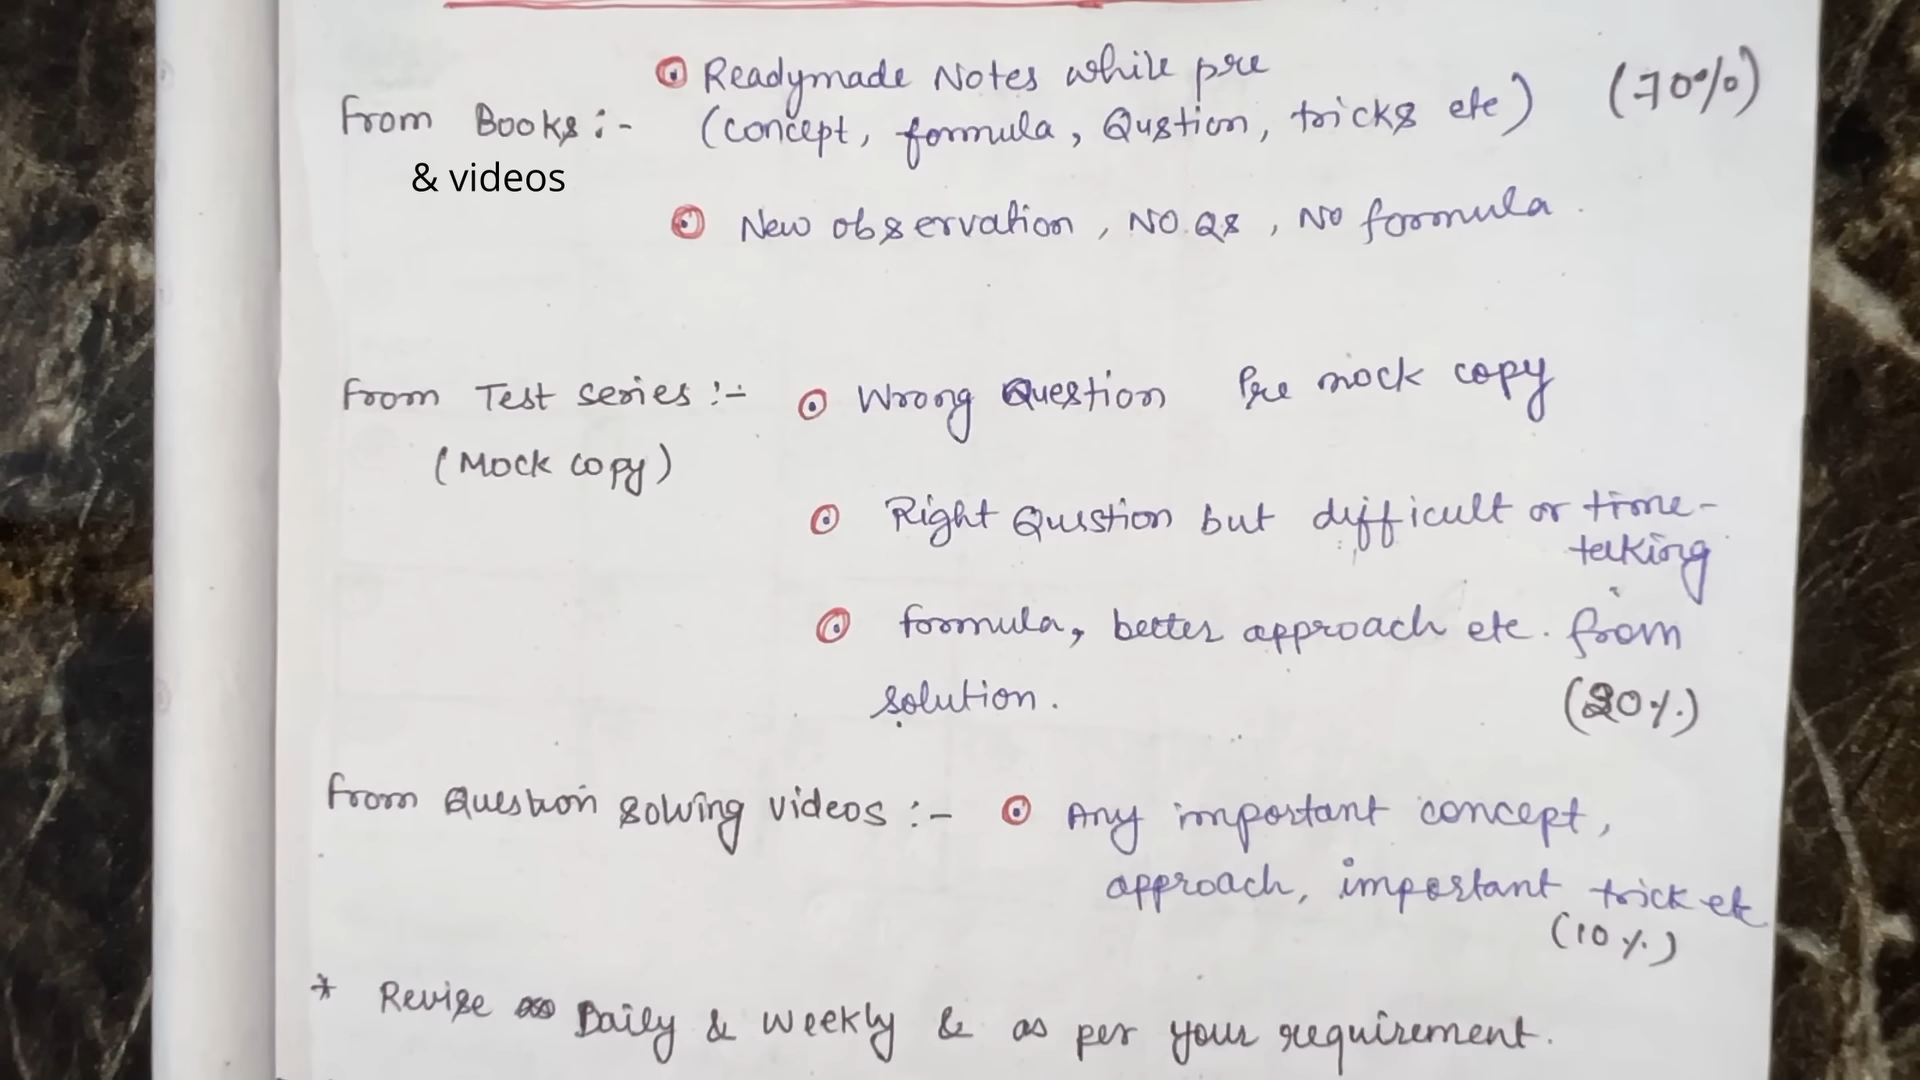 Readymade Notes while pre
From Books :- (concept, formula, Qustion, tricks etc) (70%)
& videos
New observation, NO. Qs, No formula.
From Test series :- Wrong Question Pre mock copy
(Mock copy)
Right Question but difficult or time-
taking
formula, better approach etc. from
solution. (20%)
From Question solving videos :- Any important concept,
approach, important trick etc
(10%)
* Revise Daily & Weekly & as per your requirement.